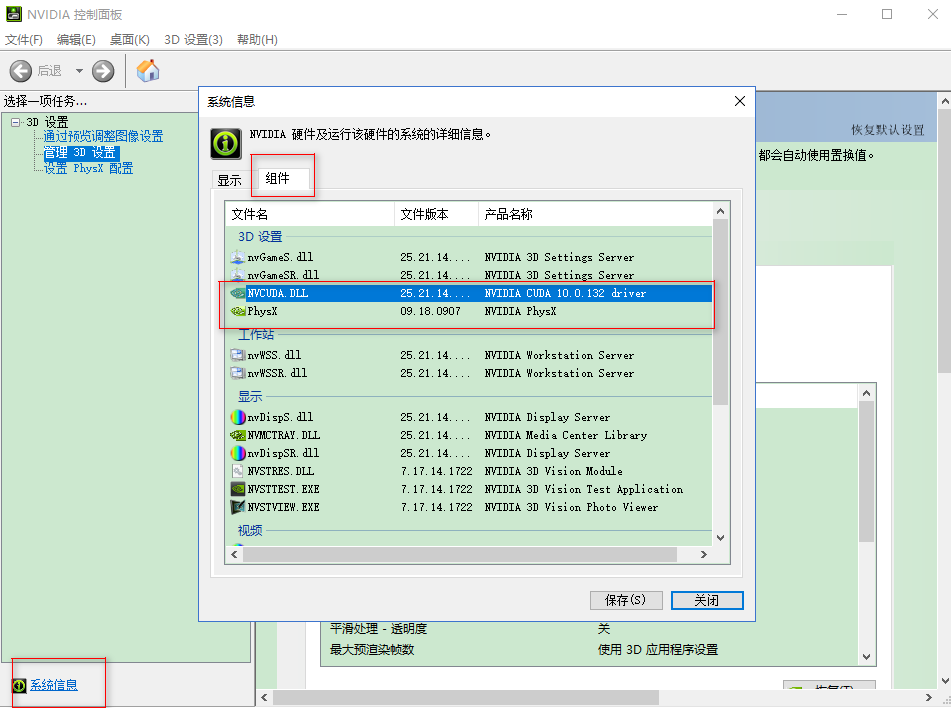 NVIDIA 控制面板
文件(F) 编辑(E) 桌面(K) 3D 设置(3) 帮助(H)
后退
选择一项任务...
3D 设置
通过预览调整图像设置
管理 3D 设置
设置 PhysX 配置
系统信息
恢复默认设置
都会自动使用置换值。
系统信息
NVIDIA 硬件及运行该硬件的系统的详细信息。
显示 组件
文件名 文件版本 产品名称
3D 设置
nvGameS.dll 25.21.14.... NVIDIA 3D Settings Server
nvGameSR.dll 25.21.14.... NVIDIA 3D Settings Server
NVCUDA.DLL 25.21.14.... NVIDIA CUDA 10.0.132 driver
PhysX 09.18.0907 NVIDIA PhysX
工作站
nvWSS.dll 25.21.14.... NVIDIA Workstation Server
nvWSSR.dll 25.21.14.... NVIDIA Workstation Server
显示
nvDispS.dll 25.21.14.... NVIDIA Display Server
NVMCTRAY.DLL 25.21.14.... NVIDIA Media Center Library
nvDispSR.dll 25.21.14.... NVIDIA Display Server
NVSTRES.DLL 7.17.14.1722 NVIDIA 3D Vision Module
NVSTTEST.EXE 7.17.14.1722 NVIDIA 3D Vision Test Application
NVSTVIEW.EXE 7.17.14.1722 NVIDIA 3D Vision Photo Viewer
视频
保存(S) 关闭
平滑处理 - 透明度 关
最大预渲染帧数 使用 3D 应用程序设置